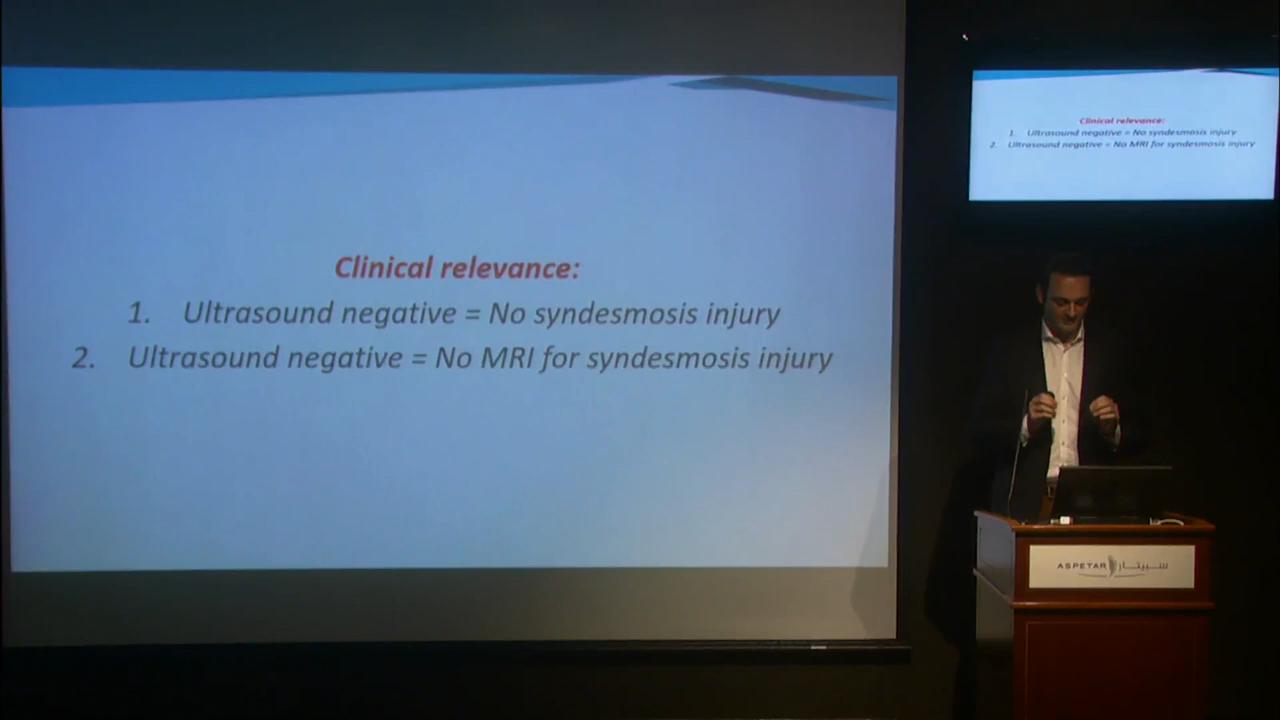 Clinical relevance:
1. Ultrasound negative = No syndesmosis injury
2. Ultrasound negative = No MRI for syndesmosis injury
Clinical relevance:
1. Ultrasound negative = No syndesmosis injury
2. Ultrasound negative = No MRI for syndesmosis injury
ASPETAR سبيتار